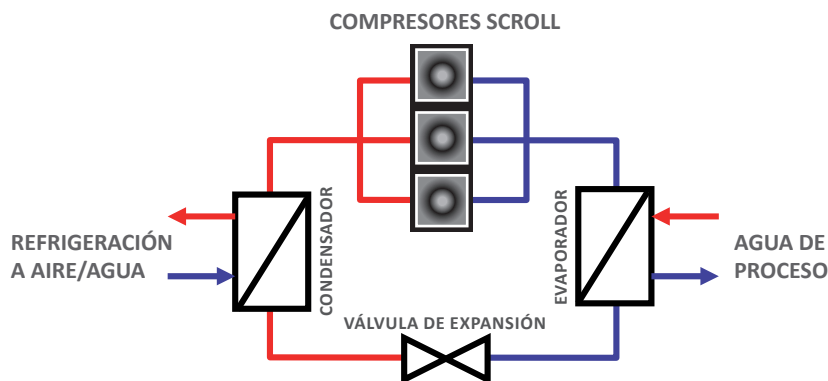 COMPRESORES SCROLL
CONDENSADOR
EVAPORADOR
REFRIGERACIÓN
A AIRE/AGUA
AGUA DE
PROCESO
VÁLVULA DE EXPANSIÓN